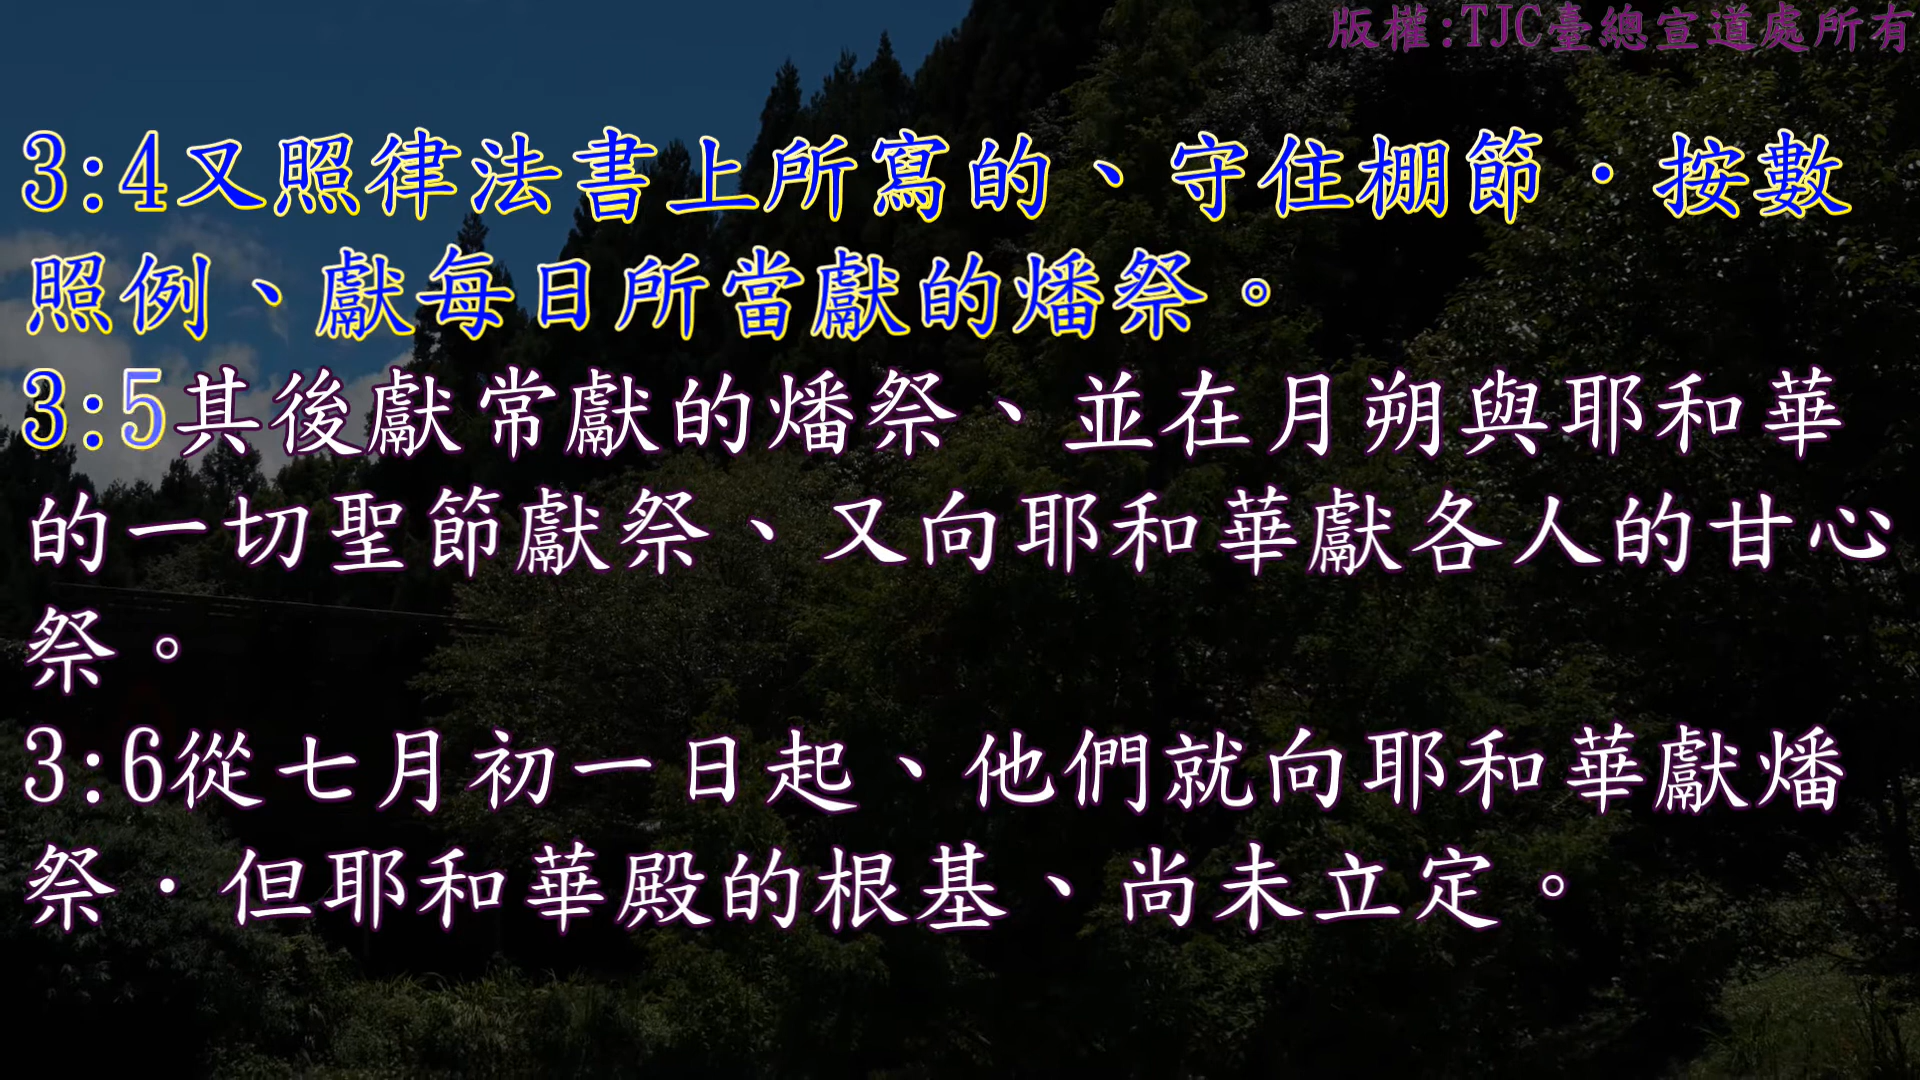 版權:TJC臺總宣道處所有
3:4又照律法書上所寫的、守住棚節．按數
照例、獻每日所當獻的燔祭。
3:5其後獻常獻的燔祭、並在月朔與耶和華
的一切聖節獻祭、又向耶和華獻各人的甘心
祭。
3:6從七月初一日起、他們就向耶和華獻燔
祭．但耶和華殿的根基、尚未立定。